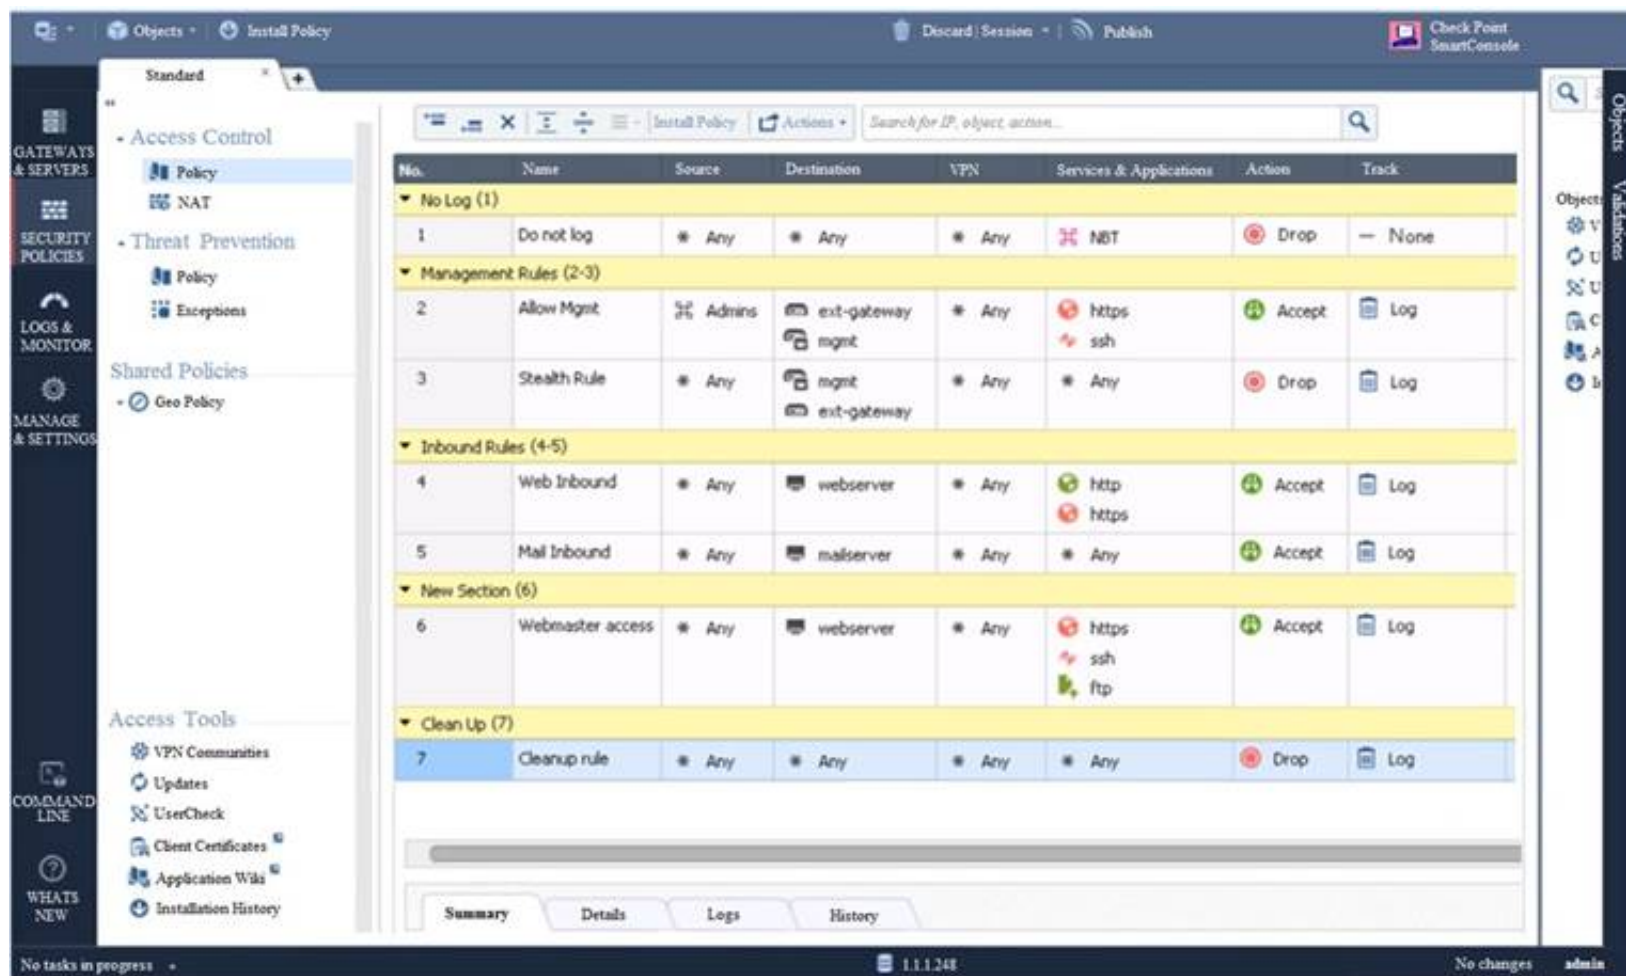 Objects
Install Policy
Discard | Session
Publish
Check Point
SmartConsole
Standard
GATEWAYS
& SERVERS
SECURITY
POLICIES
LOGS &
MONITOR
MANAGE
& SETTINGS
COMMAND
LINE
WHATS
NEW
Access Control
Policy
NAT
Threat Prevention
Policy
Exceptions
Shared Policies
Geo Policy
Access Tools
VPN Communities
Updates
UserCheck
Client Certificates
Application Wiki
Installation History
Install Policy
Actions
Search for IP, object, action...
No. Name Source Destination VPN Services & Applications Action Track
No Log (1)
1 Do not log Any Any Any NBT Drop None
Management Rules (2-3)
2 Allow Mgmt Admins ext-gateway Any https Accept Log
mgmt ssh
3 Stealth Rule Any mgmt Any Any Drop Log
ext-gateway
Inbound Rules (4-5)
4 Web Inbound Any webserver Any http Accept Log
https
5 Mail Inbound Any mailserver Any Any Accept Log
New Section (6)
6 Webmaster access Any webserver Any https Accept Log
ssh
ftp
Clean Up (7)
7 Cleanup rule Any Any Any Any Drop Log
Summary Details Logs History
Objects
V
U
U
C
A
Objects
Validations
No tasks in progress
1.1.1.248
No changes
admin